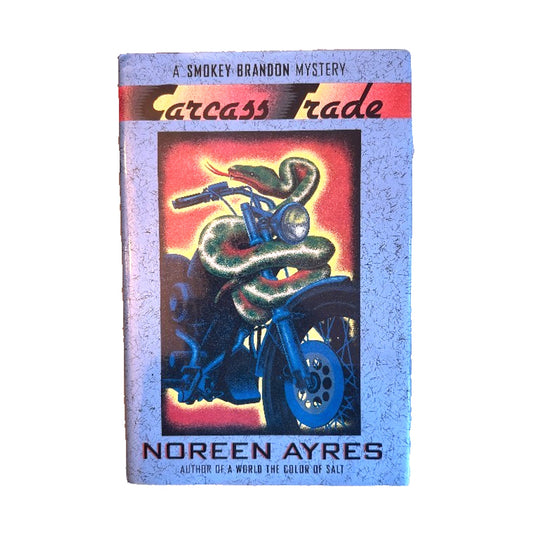 A SMOKEY BRANDON MYSTERY
Carcass Trade
NOREEN AYRES
AUTHOR OF A WORLD THE COLOR OF SALT